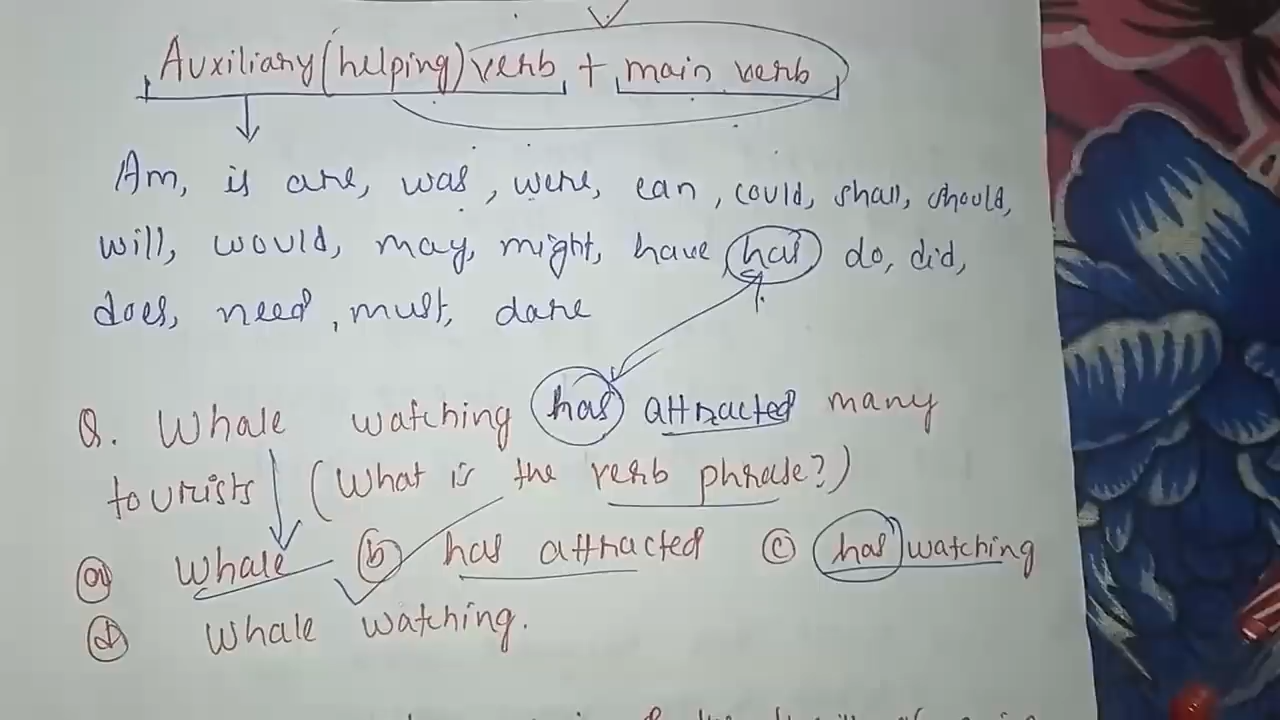 Auxiliary (helping) verb + main verb
Am, is are, was, were, can, could, shall, should,
will, would, may, might, have, has do, did,
does, need, must, dare
Q. Whale watching has attracted many
tourists (What is the verb phrase?)
(a) Whale (b) has attracted (c) has watching
(d) Whale watching.